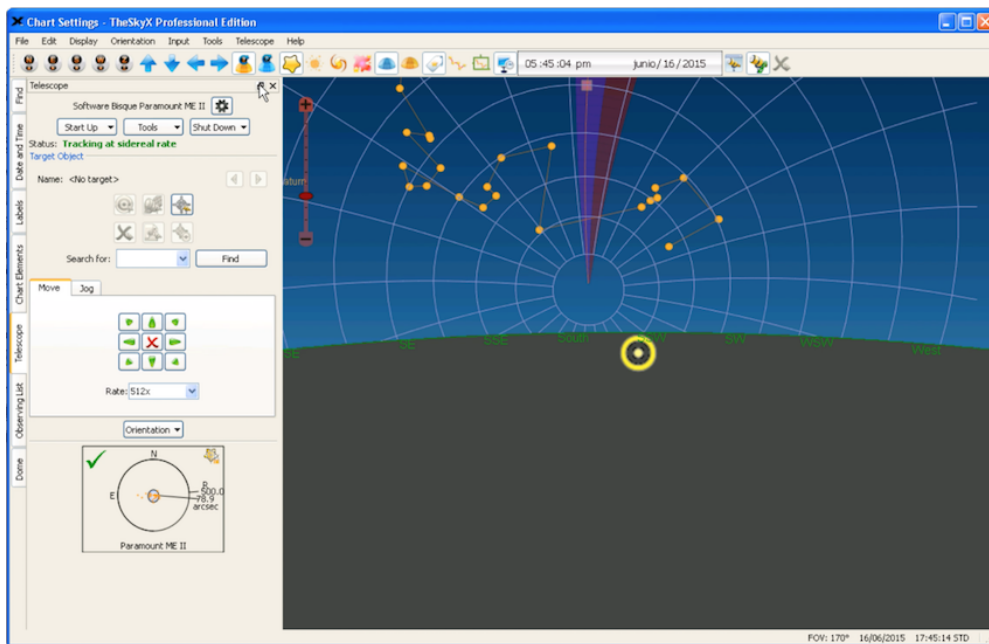 Chart Settings - TheSkyX Professional Edition
File Edit Display Orientation Input Tools Telescope Help
05:45:04 pm junio/16/2015
Find
Date and Time
Labels
Chart Elements
Telescope
Observing List
Dome
Telescope
Software Bisque Paramount ME II
Start Up Tools Shut Down
Status: Tracking at sidereal rate
Target Object
Name: <No target>
Search for: Find
Move Jog
Rate: 512x
Orientation
N
E
R
500.0
78.9
arcsec
Paramount ME II
SE SE SSE South SW WSW West
FOV: 170° 16/06/2015 17:45:14 STD